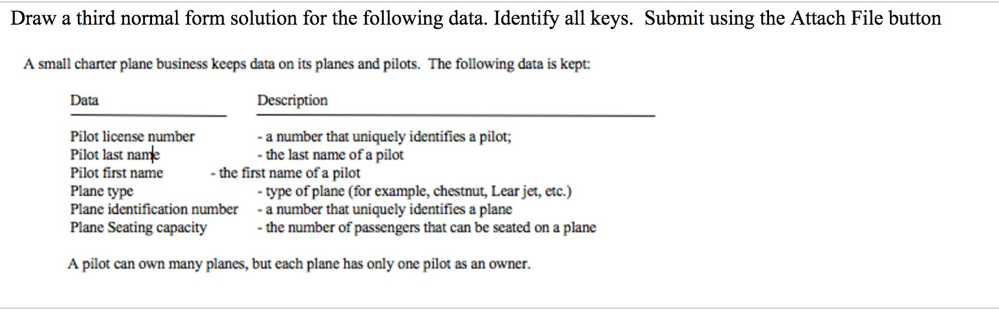 Draw a third normal form solution for the following data. Identify all keys.  Submit using the Attach File button
A small charter plane business keeps data on its planes and pilots.  The following data is kept:
Data Description
Pilot license number - a number that uniquely identifies a pilot;
Pilot last name - the last name of a pilot
Pilot first name - the first name of a pilot
Plane type - type of plane (for example, chestnut, Lear jet, etc.)
Plane identification number - a number that uniquely identifies a plane
Plane Seating capacity - the number of passengers that can be seated on a plane
A pilot can own many planes, but each plane has only one pilot as an owner.